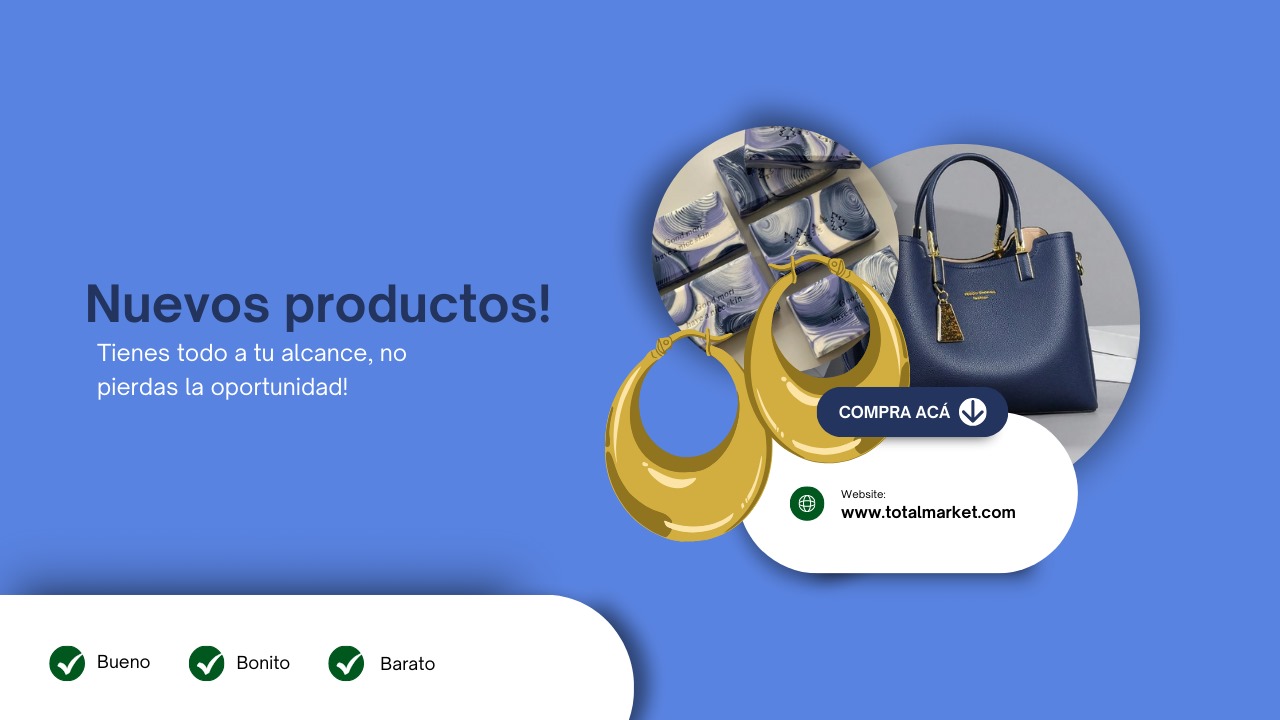 Nuevos productos!
Tienes todo a tu alcance, no
pierdas la oportunidad!
COMPRA ACÁ
Website:
www.totalmarket.com
Bueno
Bonito
Barato